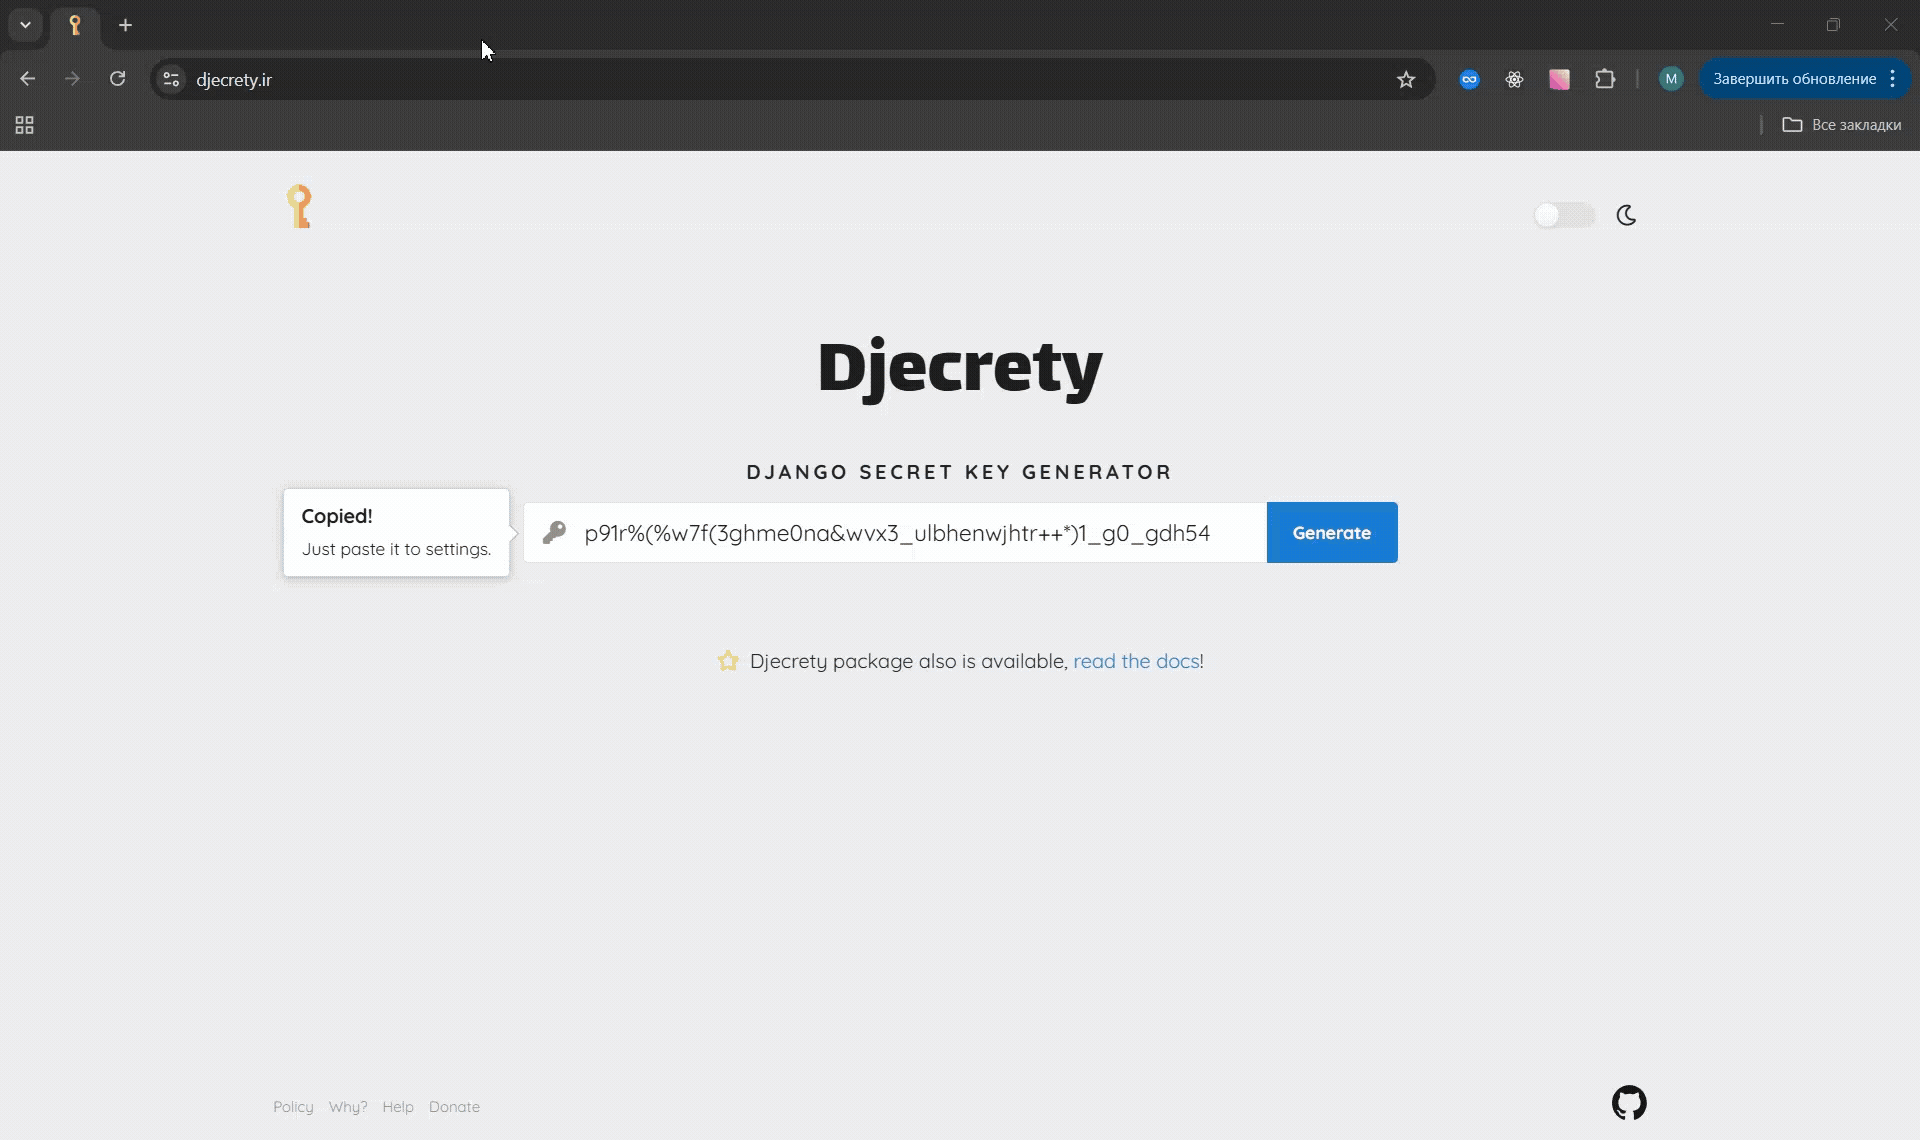 djecrety.ir
M
Завершить обновление
Все закладки
Djecrety
DJANGO SECRET KEY GENERATOR
Copied!
Just paste it to settings.
p91r%(%w7f(3ghme0na&wvx3_ulbhenwjhtr++*)1_g0_gdh54
Generate
Djecrety package also is available, read the docs!
Policy Why? Help Donate